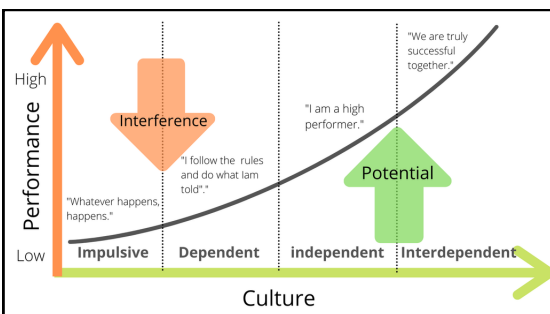 "We are truly
successful
together."
High
Interference
"I am a high
performer."
"I follow the rules
and do what Iam
told"."
Potential
"Whatever happens,
happens."
Performance
Low
Impulsive
Dependent
independent
Interdependent
Culture